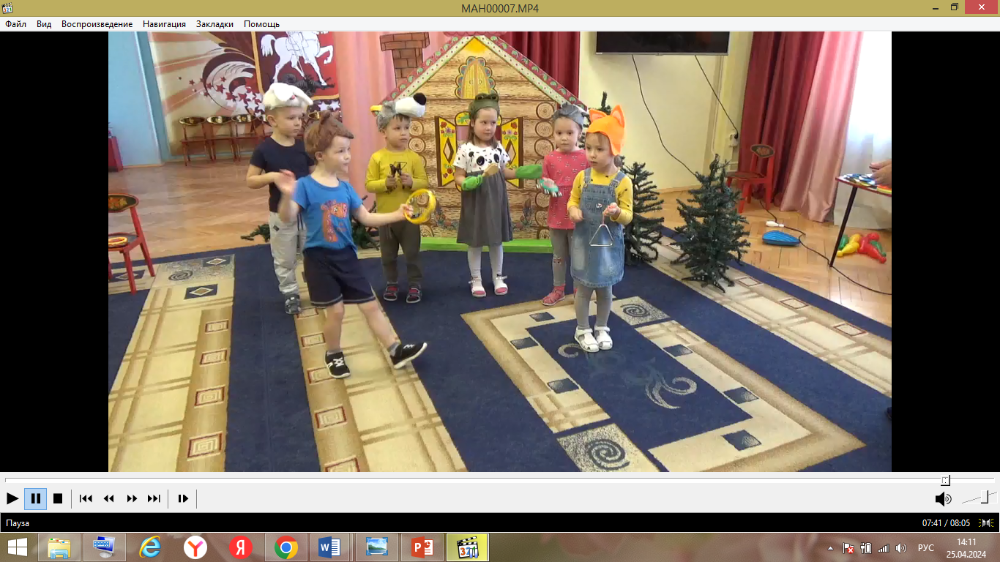 MAH00007.MP4
Файл Вид Воспроизведение Навигация Закладки Помощь
Пауза
07:41 / 08:05
РУС
14:11
25.04.2024